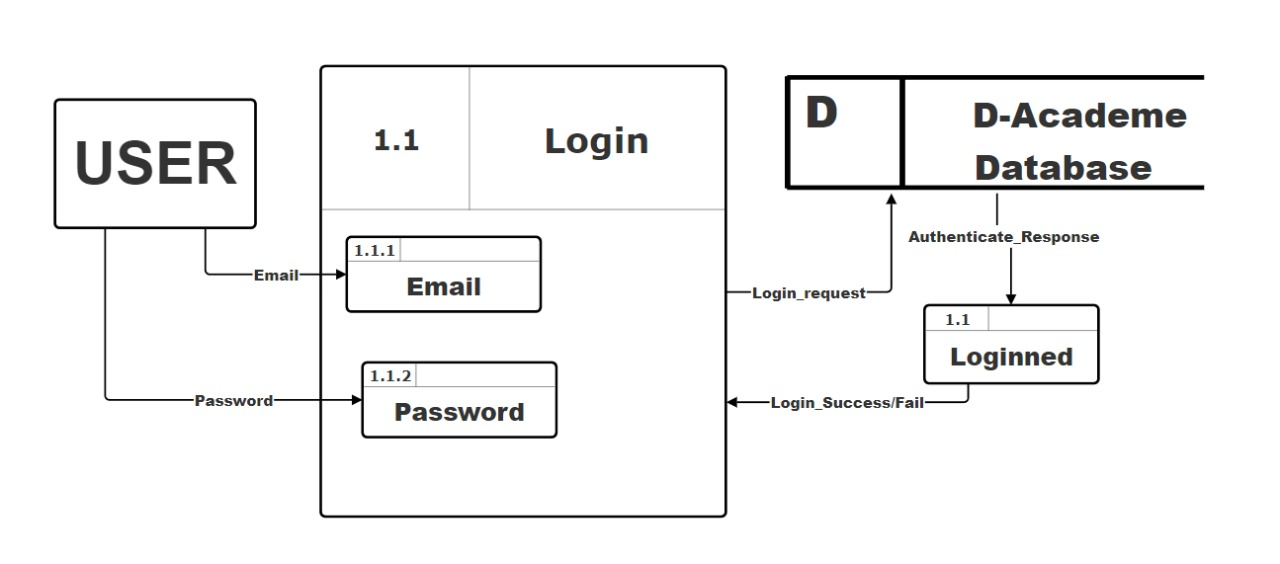 USER
1.1
Login
D
D-Academe
Database
1.1.1
Email
Email
1.1.2
Password
Password
Login_request
Authenticate_Response
1.1
Loginned
Login_Success/Fail